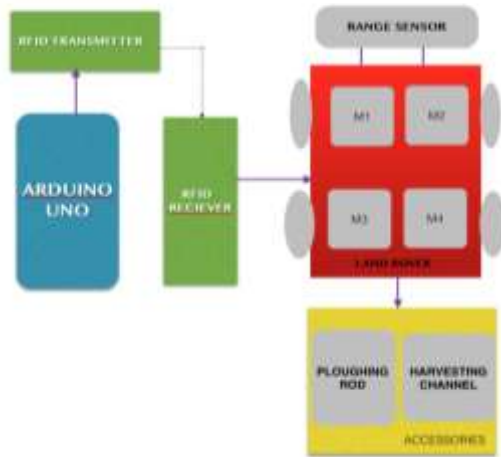 RFID TRANSMITTER
RANGE SENSOR
M1
M2
ARDUINO
UNO
RFID
RECIEVER
M3
M4
LAND ROVER
PLOUGHING
ROD
HARVESTING
CHANNEL
ACCESSORIES